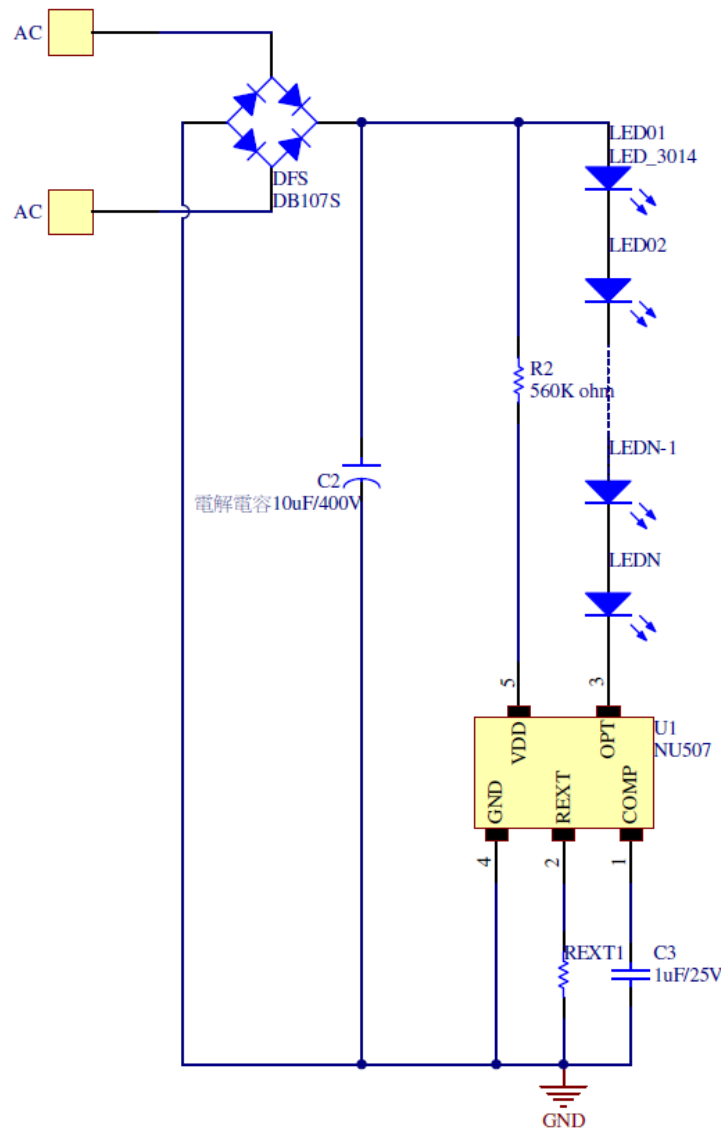 AC
AC
DFS
DB107S
LED01
LED_3014
LED02
R2
560K ohm
LEDN-1
C2
電解電容10uF/400V
LEDN
5
3
VDD
OPT
U1
NU507
GND
REXT
COMP
4
2
1
REXT1
C3
1uF/25V
GND